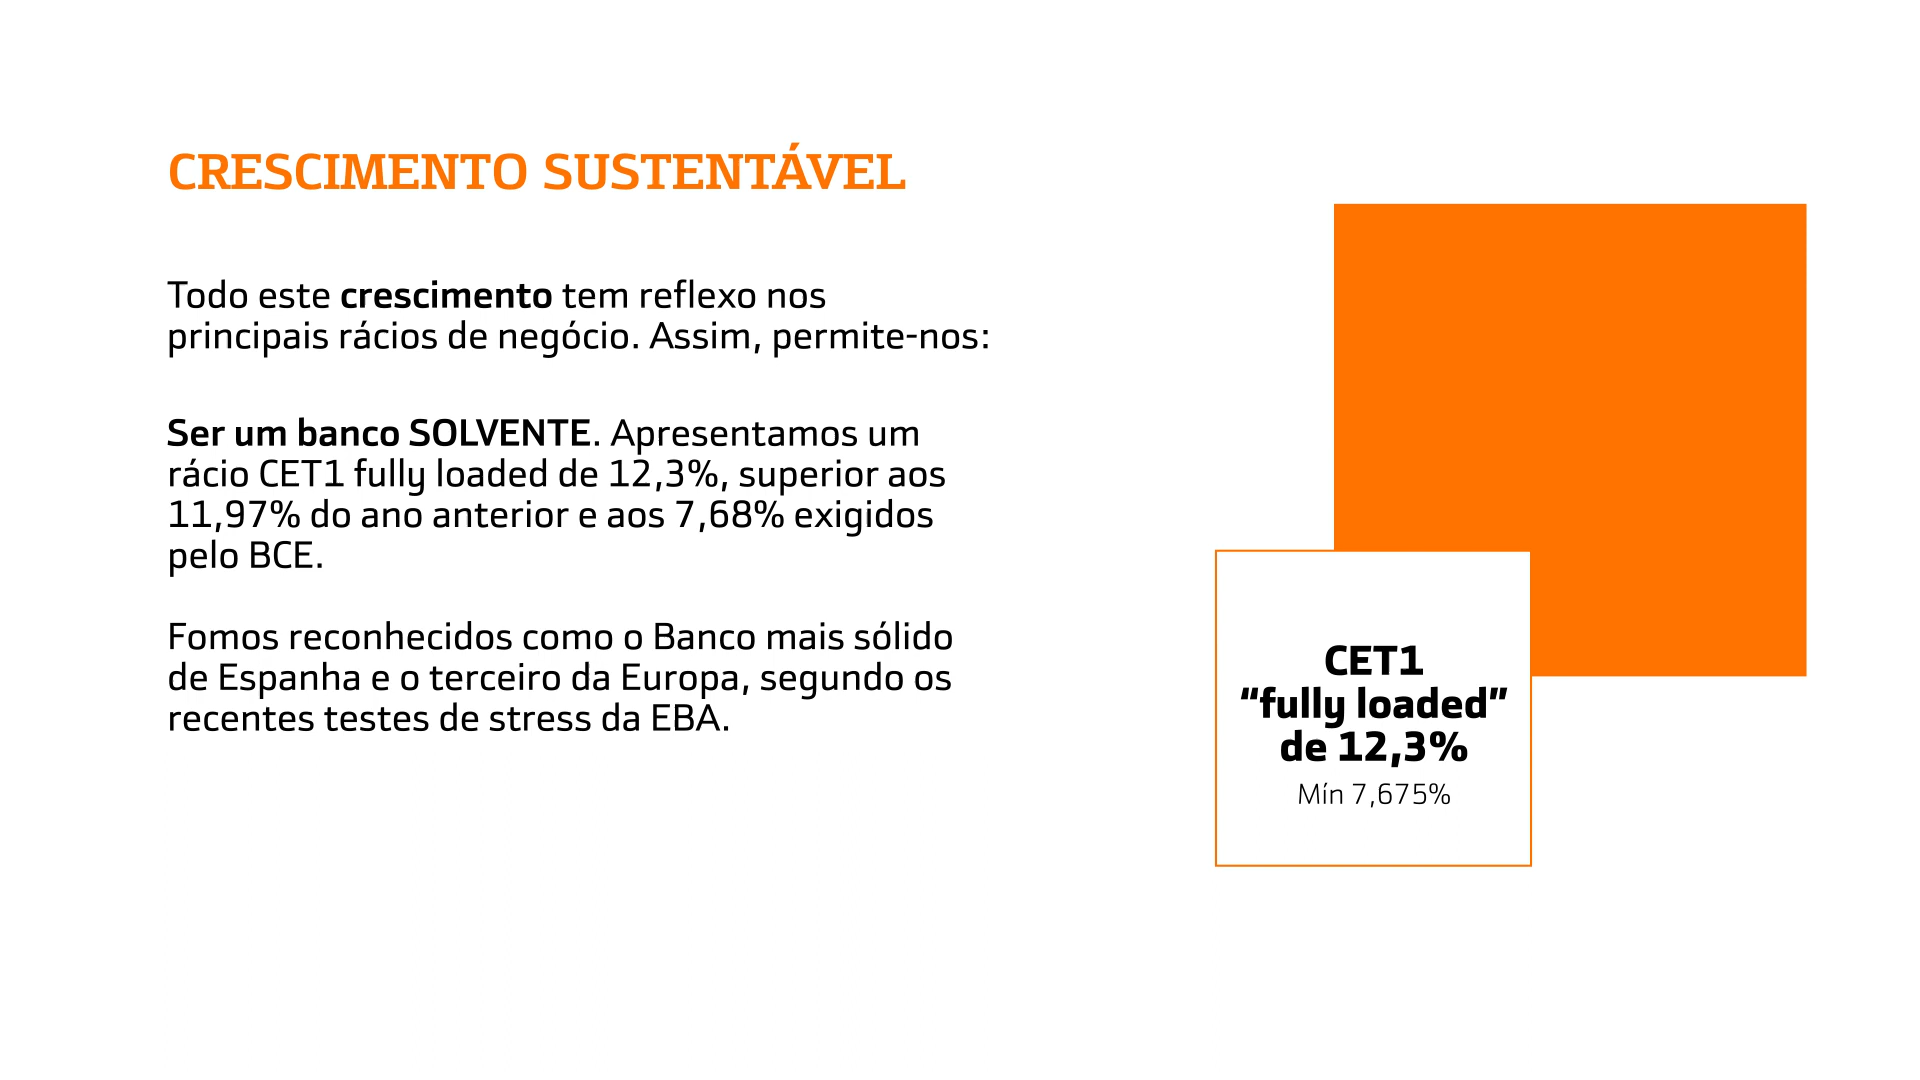 CRESCIMENTO SUSTENTÁVEL
Todo este crescimento tem reflexo nos
principais rácios de negócio. Assim, permite-nos:
Ser um banco SOLVENTE. Apresentamos um
rácio CET1 fully loaded de 12,3%, superior aos
11,97% do ano anterior e aos 7,68% exigidos
pelo BCE.
Fomos reconhecidos como o Banco mais sólido
de Espanha e o terceiro da Europa, segundo os
recentes testes de stress da EBA.
CET1
“fully loaded”
de 12,3%
Mín 7,675%